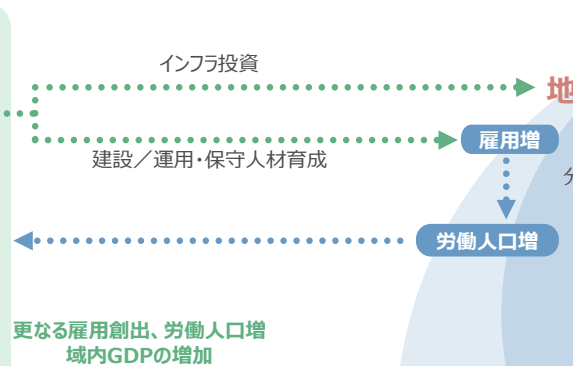 インフラ投資
地
雇用増
建設／運用・保守人材育成
労働人口増
更なる雇用創出、労働人口増
域内GDPの増加